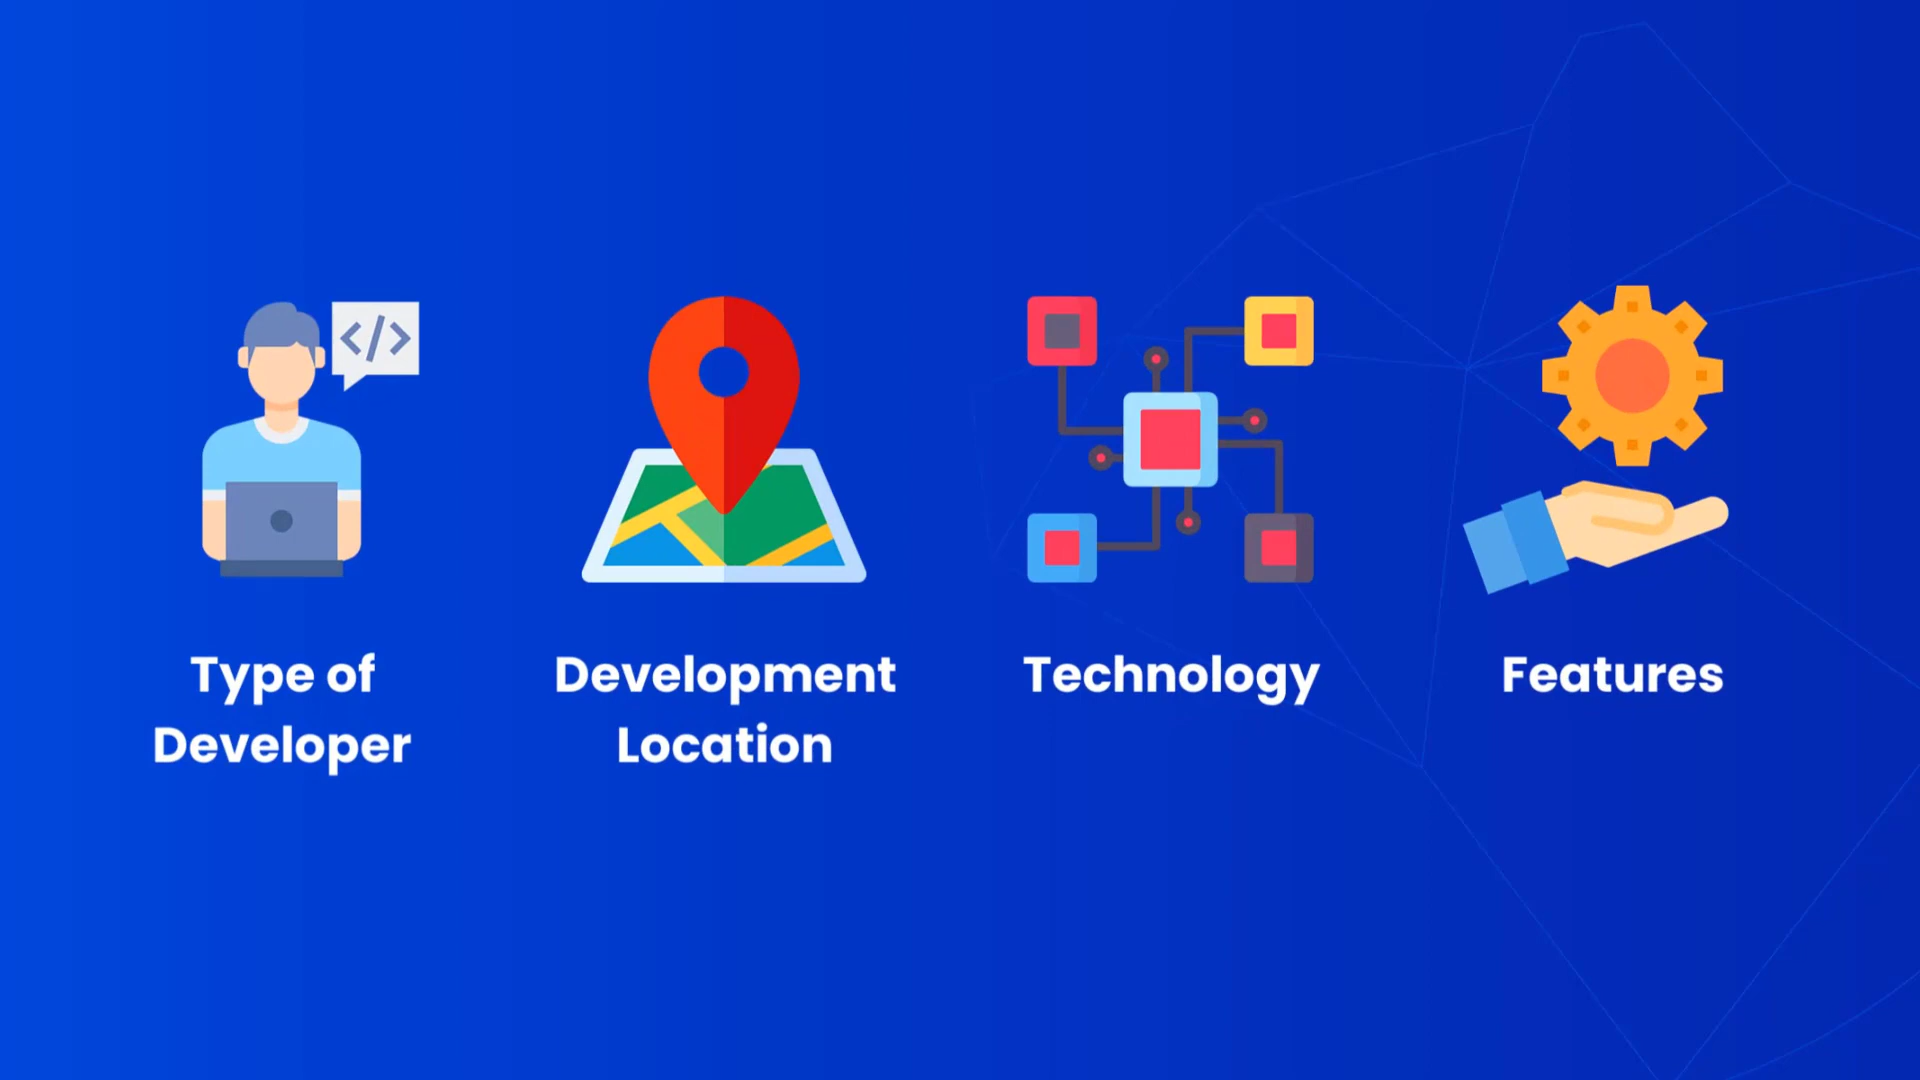 </>
Type of
Developer
Development
Location
Technology
Features